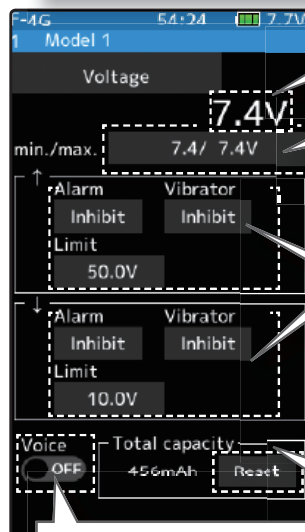 F-4G 54:24 7.7V
1 Model 1
Voltage
7.4V
min./max. 7.4/ 7.4V
↑
Alarm Vibrator
Inhibit Inhibit
Limit
50.0V
↓
Alarm Vibrator
Inhibit Inhibit
Limit
10.0V
Voice Total capacity
OFF 456mAh Reset